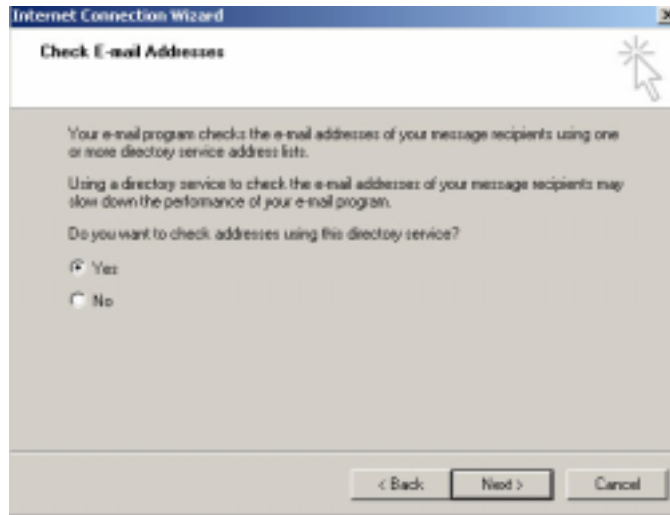 Internet Connection Wizard
Check E-mail Addresses
Your e-mail program checks the e-mail addresses of your message recipients using one
or more directory service address lists.
Using a directory service to check the e-mail addresses of your message recipients may
slow down the performance of your e-mail program.
Do you want to check addresses using this directory service?
Yes
No
< Back
Next >
Cancel